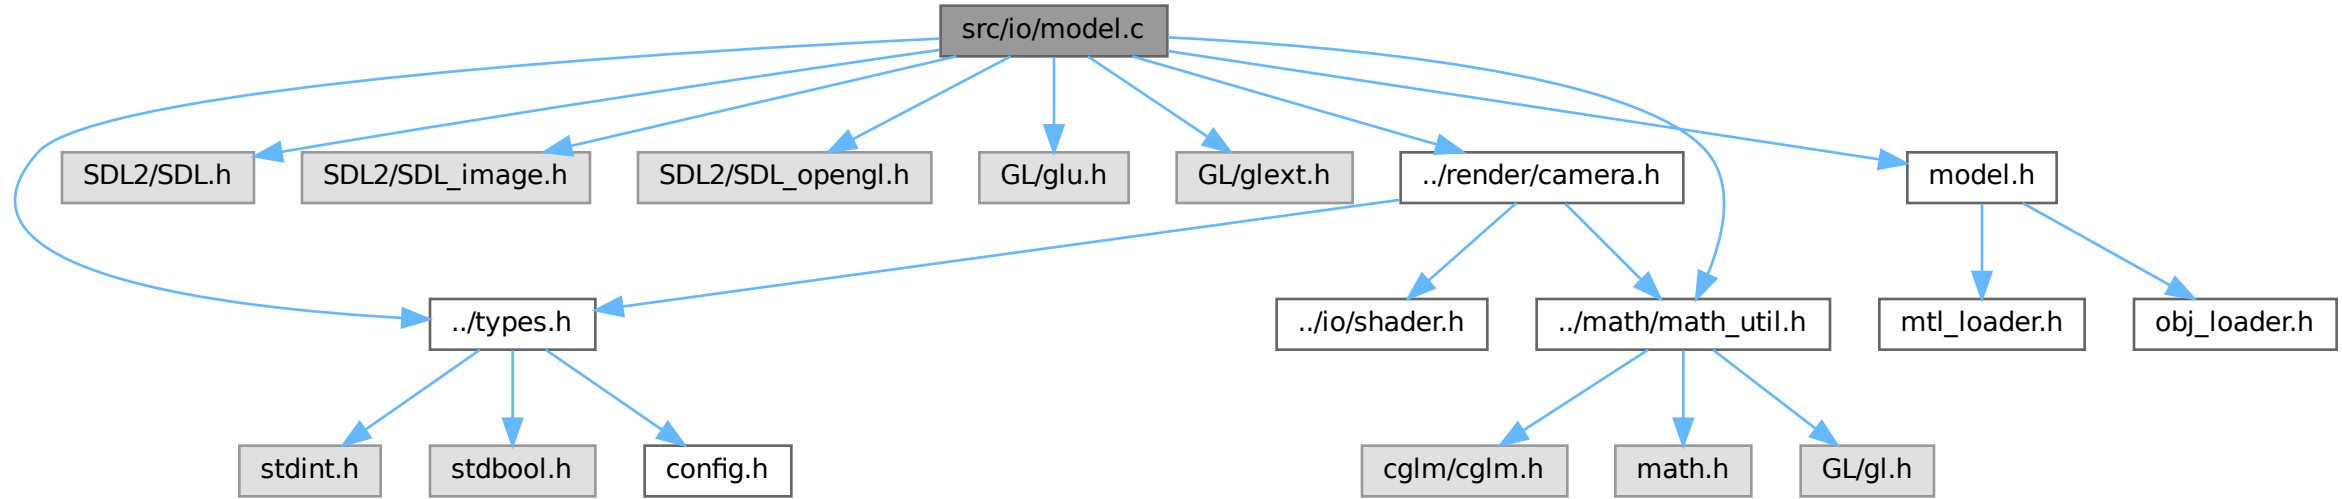 src/io/model.c
SDL2/SDL.h
SDL2/SDL_image.h
SDL2/SDL_opengl.h
GL/glu.h
GL/glext.h
../render/camera.h
model.h
../types.h
../io/shader.h
../math/math_util.h
mtl_loader.h
obj_loader.h
stdint.h
stdbool.h
config.h
cglm/cglm.h
math.h
GL/gl.h